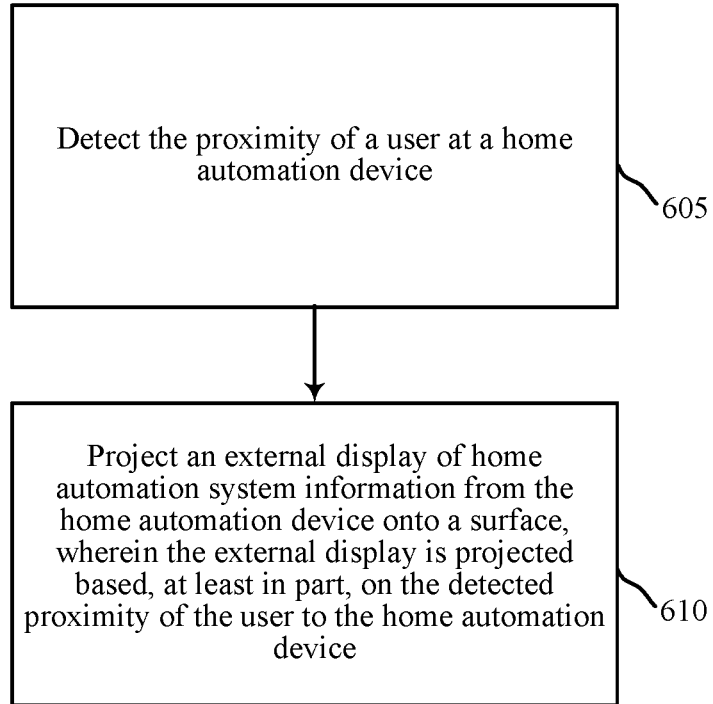 Detect the proximity of a user at a home
automation device
605
Project an external display of home
automation system information from the
home automation device onto a surface,
wherein the external display is projected
based, at least in part, on the detected
proximity of the user to the home automation
device
610